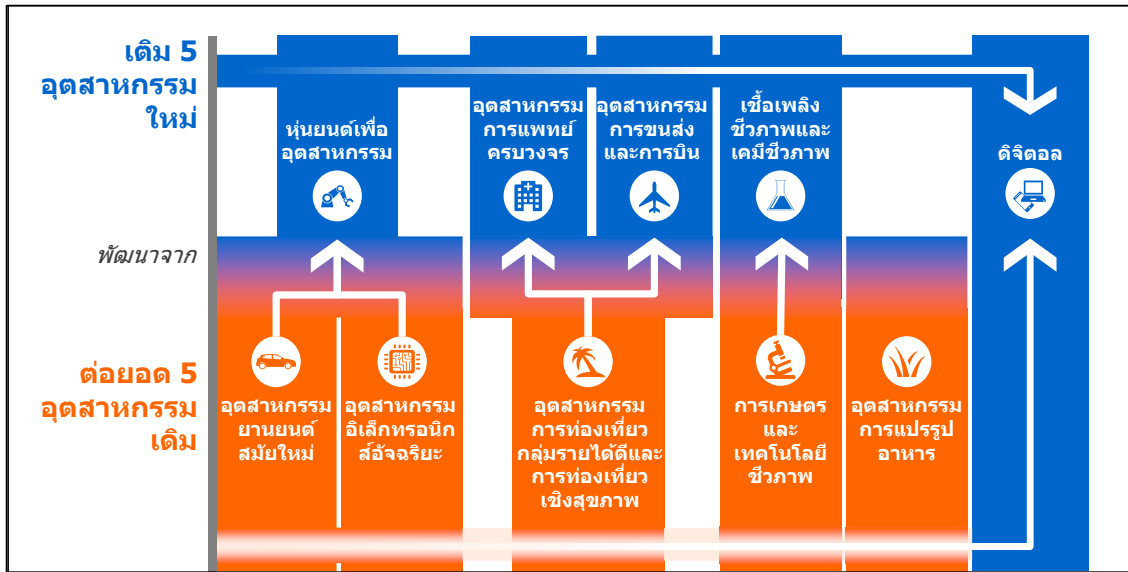 เติม 5
อุตสาหกรรม
ใหม่
หุ่นยนต์เพื่อ
อุตสาหกรรม
อุตสาหกรรม
การแพทย์
ครบวงจร
อุตสาหกรรม
การขนส่ง
และการบิน
เชื้อเพลิง
ชีวภาพและ
เคมีชีวภาพ
ดิจิตอล
พัฒนาจาก
ต่อยอด 5
อุตสาหกรรม
เดิม
อุตสาหกรรม
ยานยนต์
สมัยใหม่
อุตสาหกรรม
อิเล็กทรอนิก
ส์อัจฉริยะ
อุตสาหกรรม
การท่องเที่ยว
กลุ่มรายได้ดีและ
การท่องเที่ยว
เชิงสุขภาพ
การเกษตร
และ
เทคโนโลยี
ชีวภาพ
อุตสาหกรรม
การแปรรูป
อาหาร